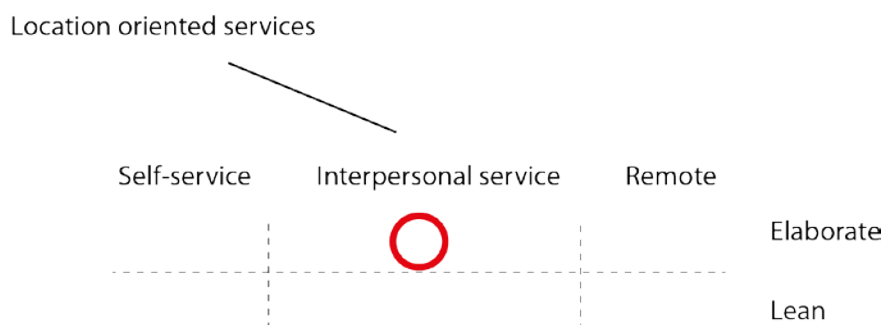 Location oriented services
Self-service Interpersonal service Remote
Elaborate
Lean